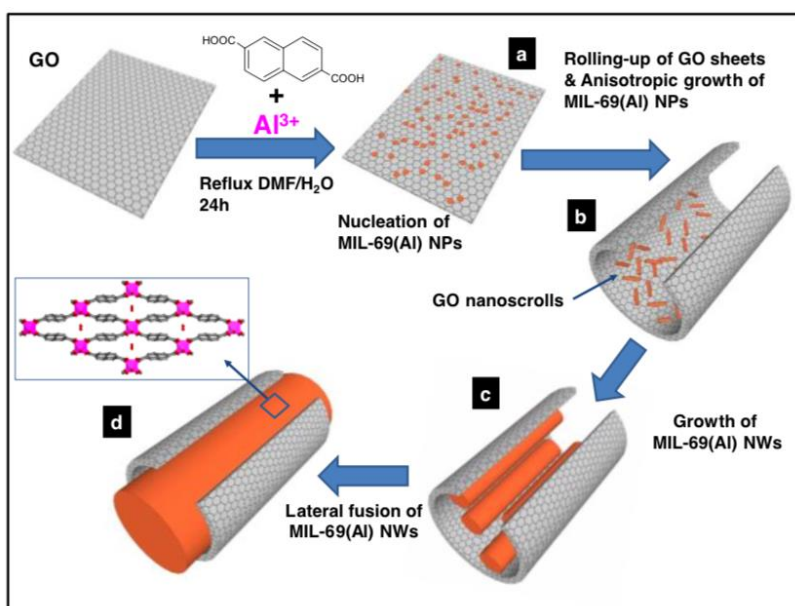 GO
HOOC
COOH
+
Al3+
Reflux DMF/H2O
24h
a
Nucleation of
MIL-69(Al) NPs
Rolling-up of GO sheets
& Anisotropic growth of
MIL-69(Al) NPs
b
GO nanoscrolls
c
Growth of
MIL-69(Al) NWs
d
Lateral fusion of
MIL-69(Al) NWs